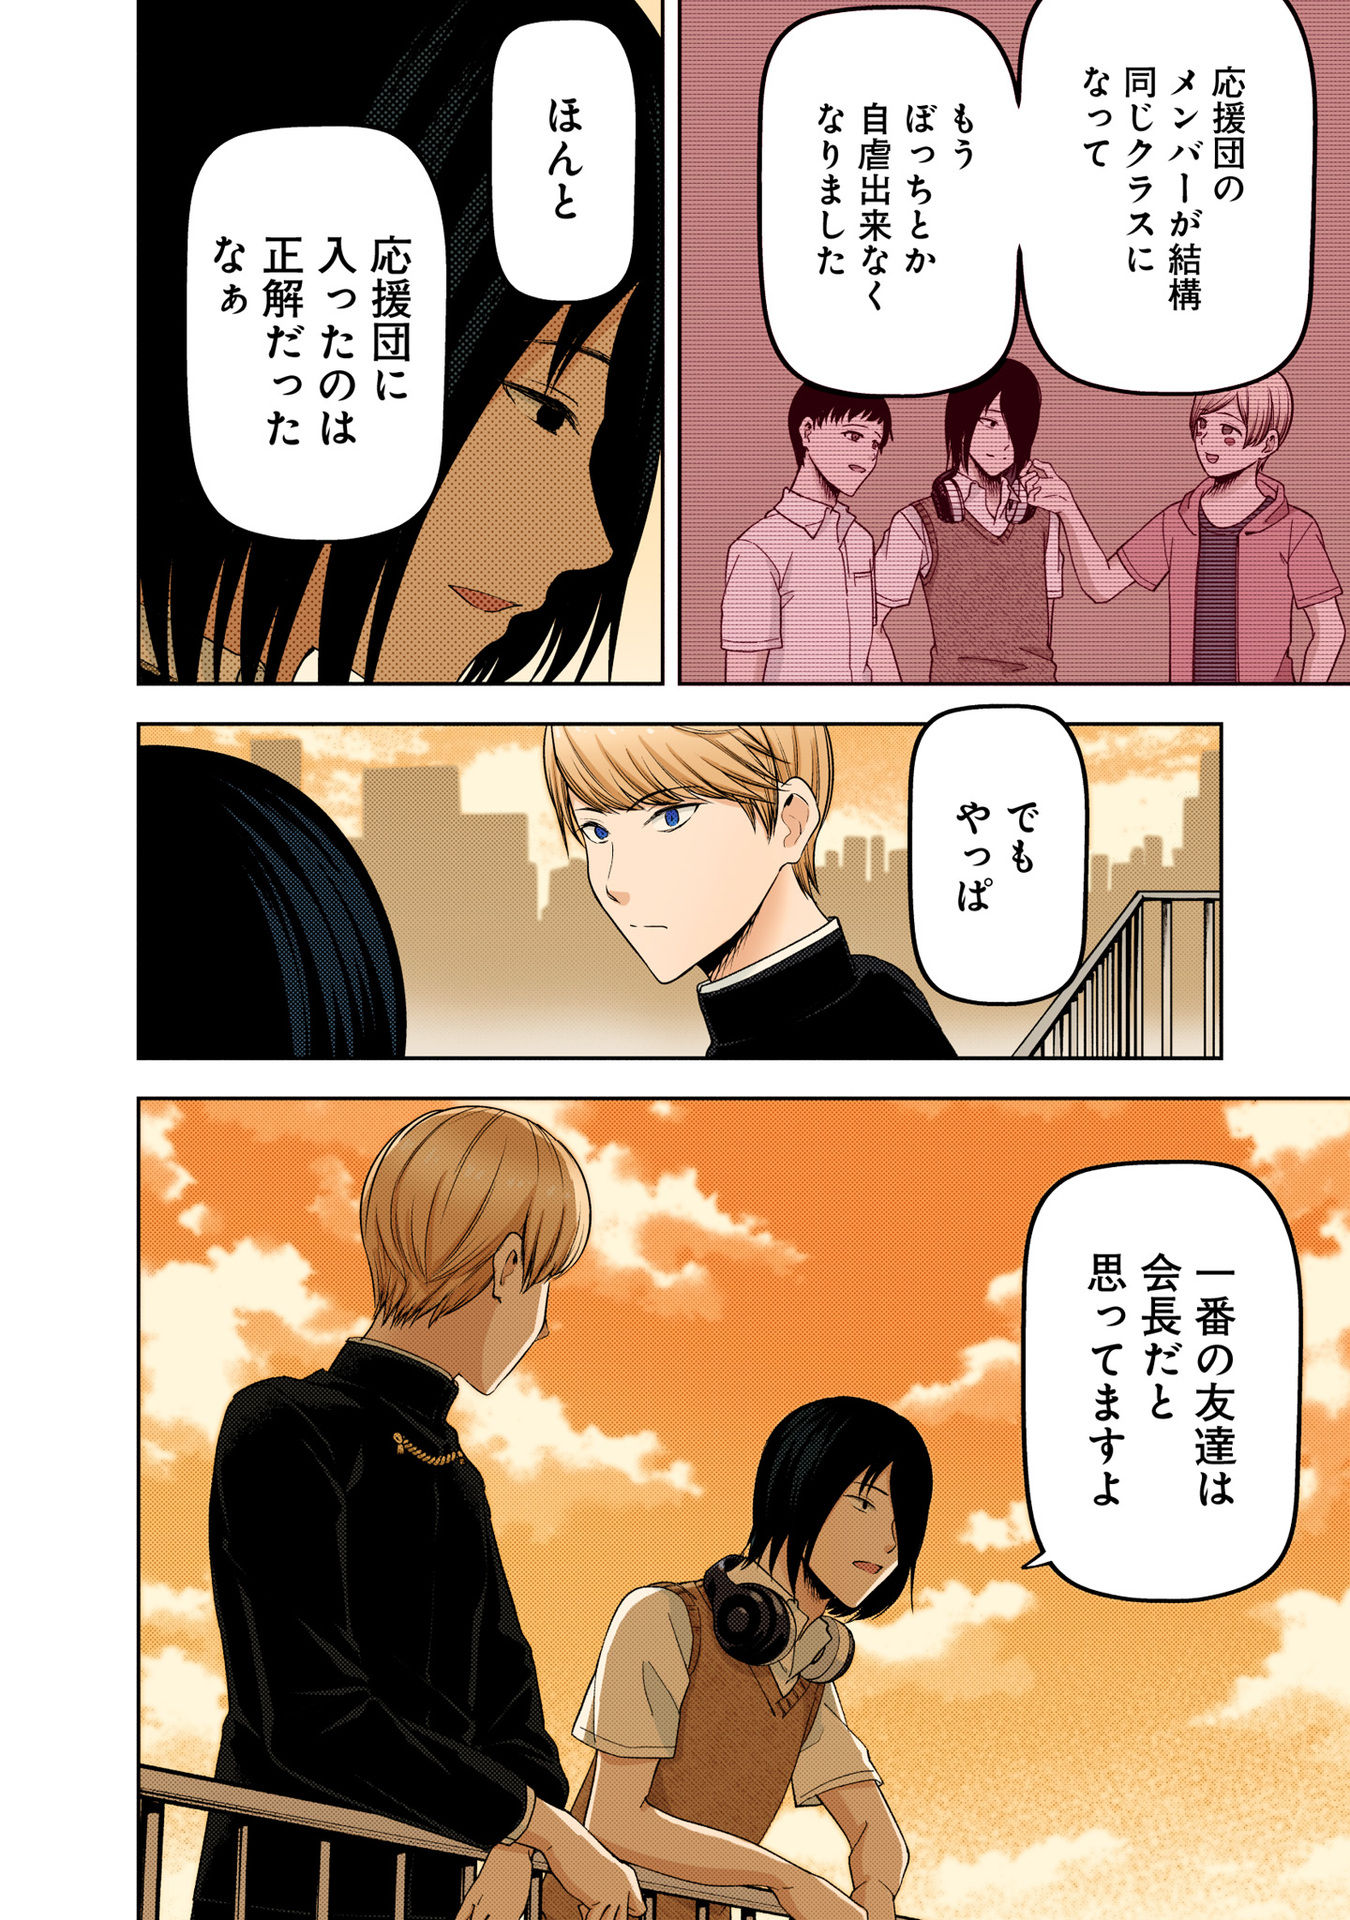 応援団の
メンバーが結構
同じクラスに
なって
もう
ぼっちとか
自虐出来なく
なりました
ほんと
応援団に
入ったのは
正解だった
なぁ
でも
やっぱ
一番の友達は
会長だと
思ってますよ